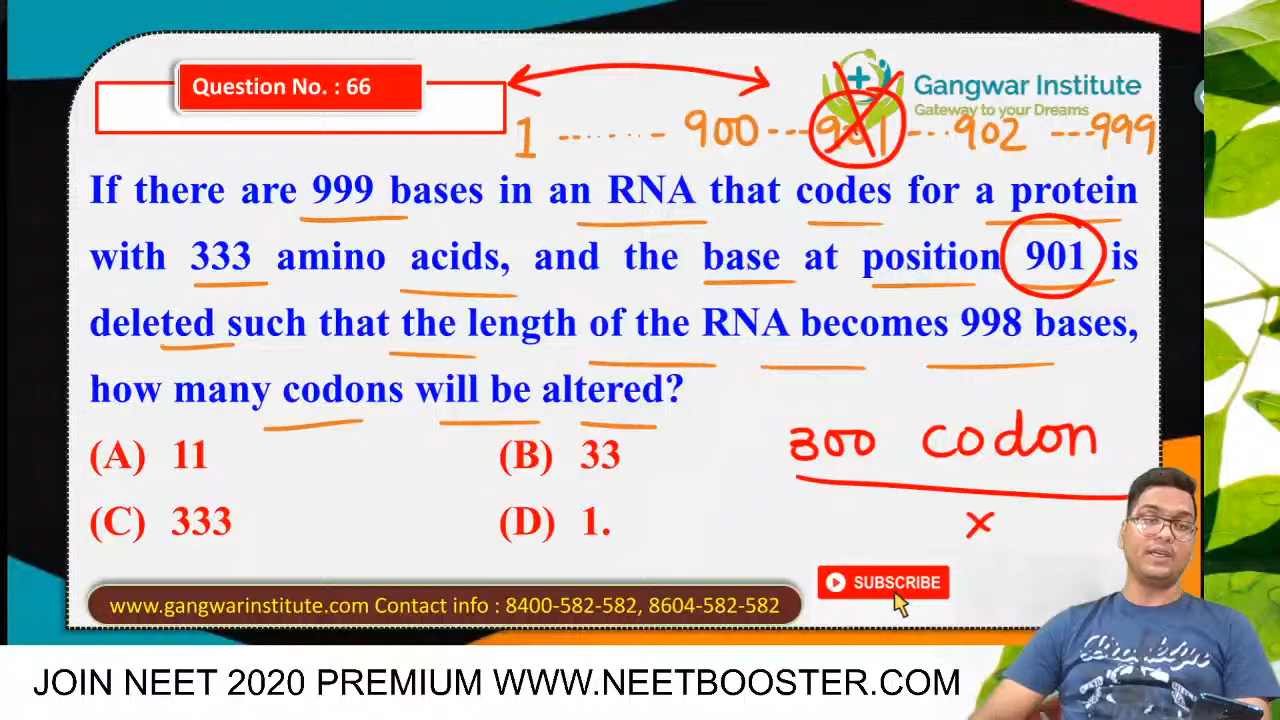 Question No. : 66
Gangwar Institute
Gateway to your Dreams
1 ........ 900 --- 901 --- 902 --- 999
If there are 999 bases in an RNA that codes for a protein
with 333 amino acids, and the base at position 901 is
deleted such that the length of the RNA becomes 998 bases,
how many codons will be altered?
300 codon
(A) 11 (B) 33
(C) 333 (D) 1.
x
SUBSCRIBE
www.gangwarinstitute.com Contact info : 8400-582-582, 8604-582-582
JOIN NEET 2020 PREMIUM WWW.NEETBOOSTER.COM